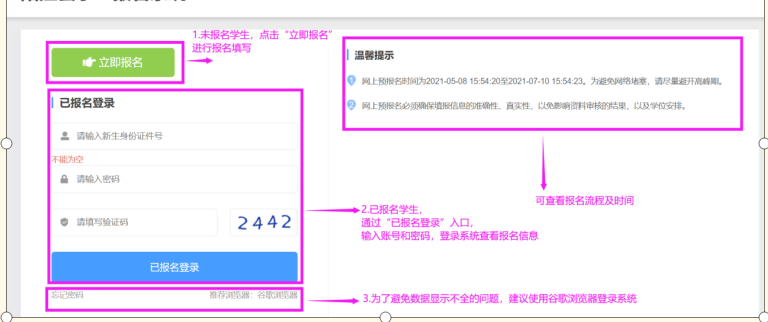 1.未报名学生，点击“立即报名”
进行报名填写
立即报名
已报名登录
请输入新生身份证件号
不能为空
请输入密码
请填写验证码
2442
已报名登录
忘记密码
推荐浏览器：谷歌浏览器
温馨提示
1 网上预报名时间为2021-05-08 15:54:20至2021-07-10 15:54:23。为避免网络堵塞，请尽量避开高峰期。
2 网上预报名必须确保填报信息的准确性、真实性，以免影响资料审核的结果，以及学位安排。
可查看报名流程及时间
2.已报名学生，
通过“已报名登录”入口，
输入账号和密码，登录系统查看报名信息
3.为了避免数据显示不全的问题，建议使用谷歌浏览器登录系统